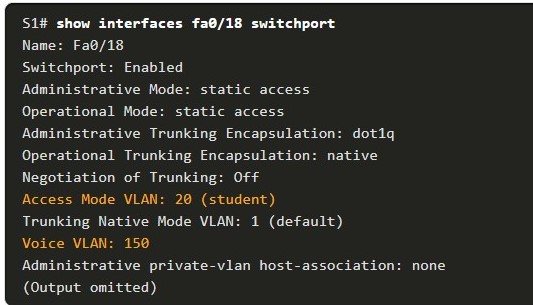 S1# show interfaces fa0/18 switchport
Name: Fa0/18
Switchport: Enabled
Administrative Mode: static access
Operational Mode: static access
Administrative Trunking Encapsulation: dot1q
Operational Trunking Encapsulation: native
Negotiation of Trunking: Off
Access Mode VLAN: 20 (student)
Trunking Native Mode VLAN: 1 (default)
Voice VLAN: 150
Administrative private-vlan host-association: none
(Output omitted)